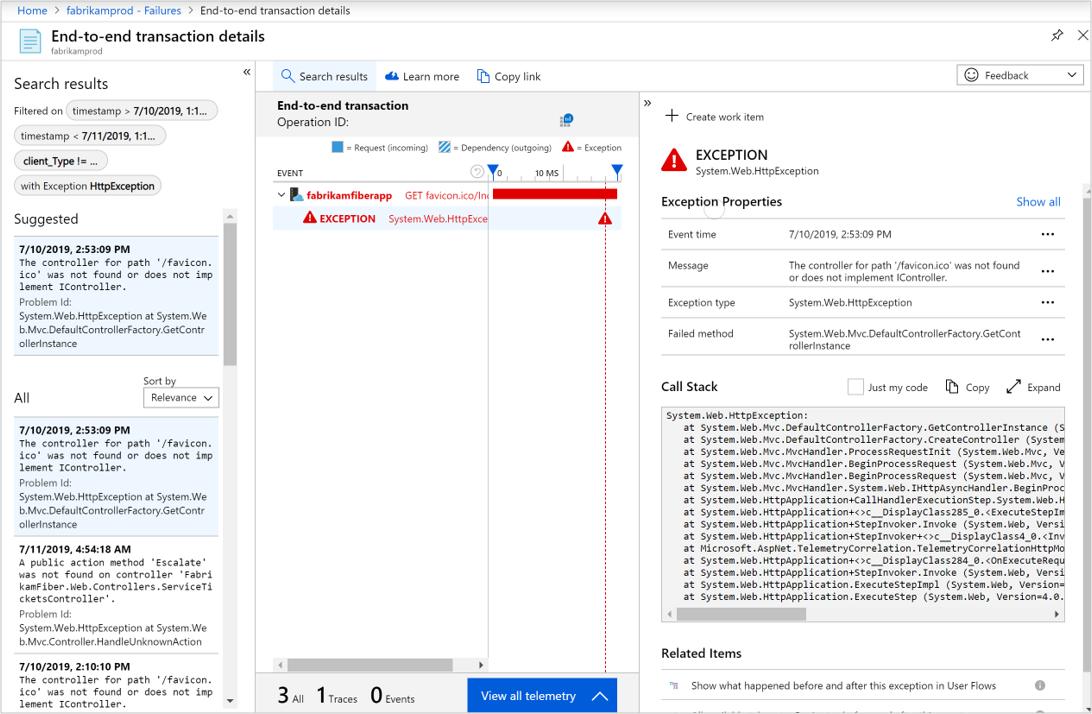 Home > fabrikamprod - Failures > End-to-end transaction details
End-to-end transaction details
fabrikamprod
«
Search results
Filtered on timestamp > 7/10/2019, 1:1...
timestamp < 7/11/2019, 1:1...
client_Type != ...
with Exception HttpException
Suggested
7/10/2019, 2:53:09 PM
The controller for path '/favicon.
ico' was not found or does not imp
lement IController.
Problem Id:
System.Web.HttpException at System.We
b.Mvc.DefaultControllerFactory.GetContr
ollerInstance
All
Sort by
Relevance
7/10/2019, 2:53:09 PM
The controller for path '/favicon.
ico' was not found or does not imp
lement IController.
Problem Id:
System.Web.HttpException at System.We
b.Mvc.DefaultControllerFactory.GetContr
ollerInstance
7/11/2019, 4:54:18 AM
A public action method 'Escalate'
was not found on controller 'Fabri
kamFiber.Web.Controllers.ServiceTi
cketsController'.
Problem Id:
System.Web.HttpException at System.We
b.Mvc.Controller.HandleUnknownAction
7/10/2019, 2:10:10 PM
The controller for path '/favicon.
ico' was not found or does not imp
lement IController.
Search results
Learn more
Copy link
Feedback
End-to-end transaction
Operation ID:
= Request (incoming) = Dependency (outgoing) = Exception
EVENT 0 10 MS
fabrikamfiberapp GET favicon.ico/In
EXCEPTION System.Web.HttpExce
3 All 1 Traces 0 Events
View all telemetry
»
Create work item
EXCEPTION
System.Web.HttpException
Exception Properties Show all
Event time 7/10/2019, 2:53:09 PM ...
Message The controller for path '/favicon.ico' was not found
or does not implement IController. ...
Exception type System.Web.HttpException ...
Failed method System.Web.Mvc.DefaultControllerFactory.GetCont
rollerInstance ...
Call Stack Just my code Copy Expand
System.Web.HttpException:
at System.Web.Mvc.DefaultControllerFactory.GetControllerInstance (S
at System.Web.Mvc.DefaultControllerFactory.CreateController (System
at System.Web.Mvc.MvcHandler.ProcessRequestInit (System.Web.Mvc, Ve
at System.Web.Mvc.MvcHandler.BeginProcessRequest (System.Web.Mvc, V
at System.Web.Mvc.MvcHandler.BeginProcessRequest (System.Web.Mvc, V
at System.Web.Mvc.MvcHandler.System.Web.IHttpAsyncHandler.BeginProc
at System.Web.HttpApplication+CallHandlerExecutionStep.System.Web.H
at System.Web.HttpApplication+<>c__DisplayClass285_0.<ExecuteStepIm
at System.Web.HttpApplication+StepInvoker.Invoke (System.Web, Versi
at System.Web.HttpApplication+StepInvoker+<>c__DisplayClass4_0.<Inv
at Microsoft.AspNet.TelemetryCorrelation.TelemetryCorrelationHttpMo
at System.Web.HttpApplication+<>c__DisplayClass284_0.<OnExecuteRequ
at System.Web.HttpApplication+StepInvoker.Invoke (System.Web, Versi
at System.Web.HttpApplication.ExecuteStepImpl (System.Web, Version=
at System.Web.HttpApplication.ExecuteStep (System.Web, Version=4.0.
Related Items
Show what happened before and after this exception in User Flows